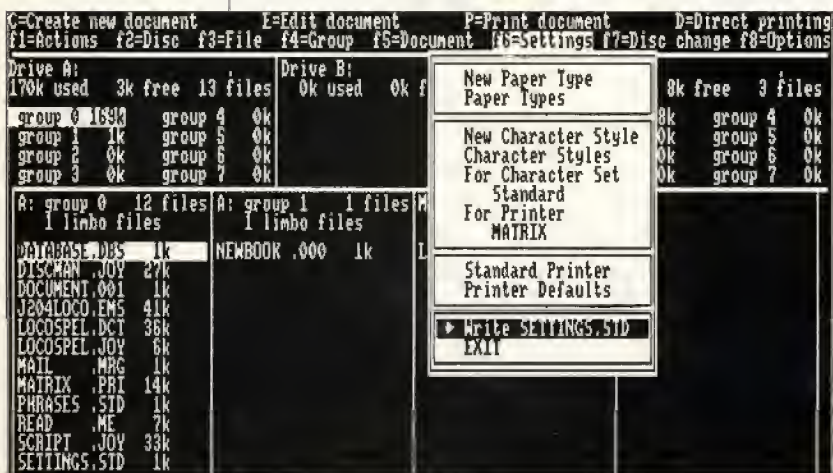 C=Create new document E=Edit document P=Print document D=Direct printing
f1=Actions f2=Disc f3=File f4=Group f5=Document f6=Settings f7=Disc change f8=Options
Drive A:
170k used 3k free 13 files
group 0 169k group 4 0k
group 1 1k group 5 0k
group 2 0k group 6 0k
group 3 0k group 7 0k
Drive B:
0k used 0k f
8k free 3 files
8k group 4 0k
0k group 5 0k
0k group 6 0k
0k group 7 0k
New Paper Type
Paper Types
New Character Style
Character Styles
For Character Set
Standard
For Printer
MATRIX
Standard Printer
Printer Defaults
Write SETTINGS.STD
EXIT
A: group 0 12 files
1 limbo files
DATABASE.DBS 1k
DISCMAN .JOY 27k
DOCUMENT.001 1k
J204LOCO.EMS 41k
LOCOSPEL.DCT 36k
LOCOSPEL.JOY 6k
MAIL .MRG 1k
MATRIX .PRI 14k
PHRASES .STD 1k
READ .ME 7k
SCRIPT .JOY 33k
SETTINGS.STD 1k
A: group 1 1 files
1 limbo files
NEWBOOK .000 1k
M
L